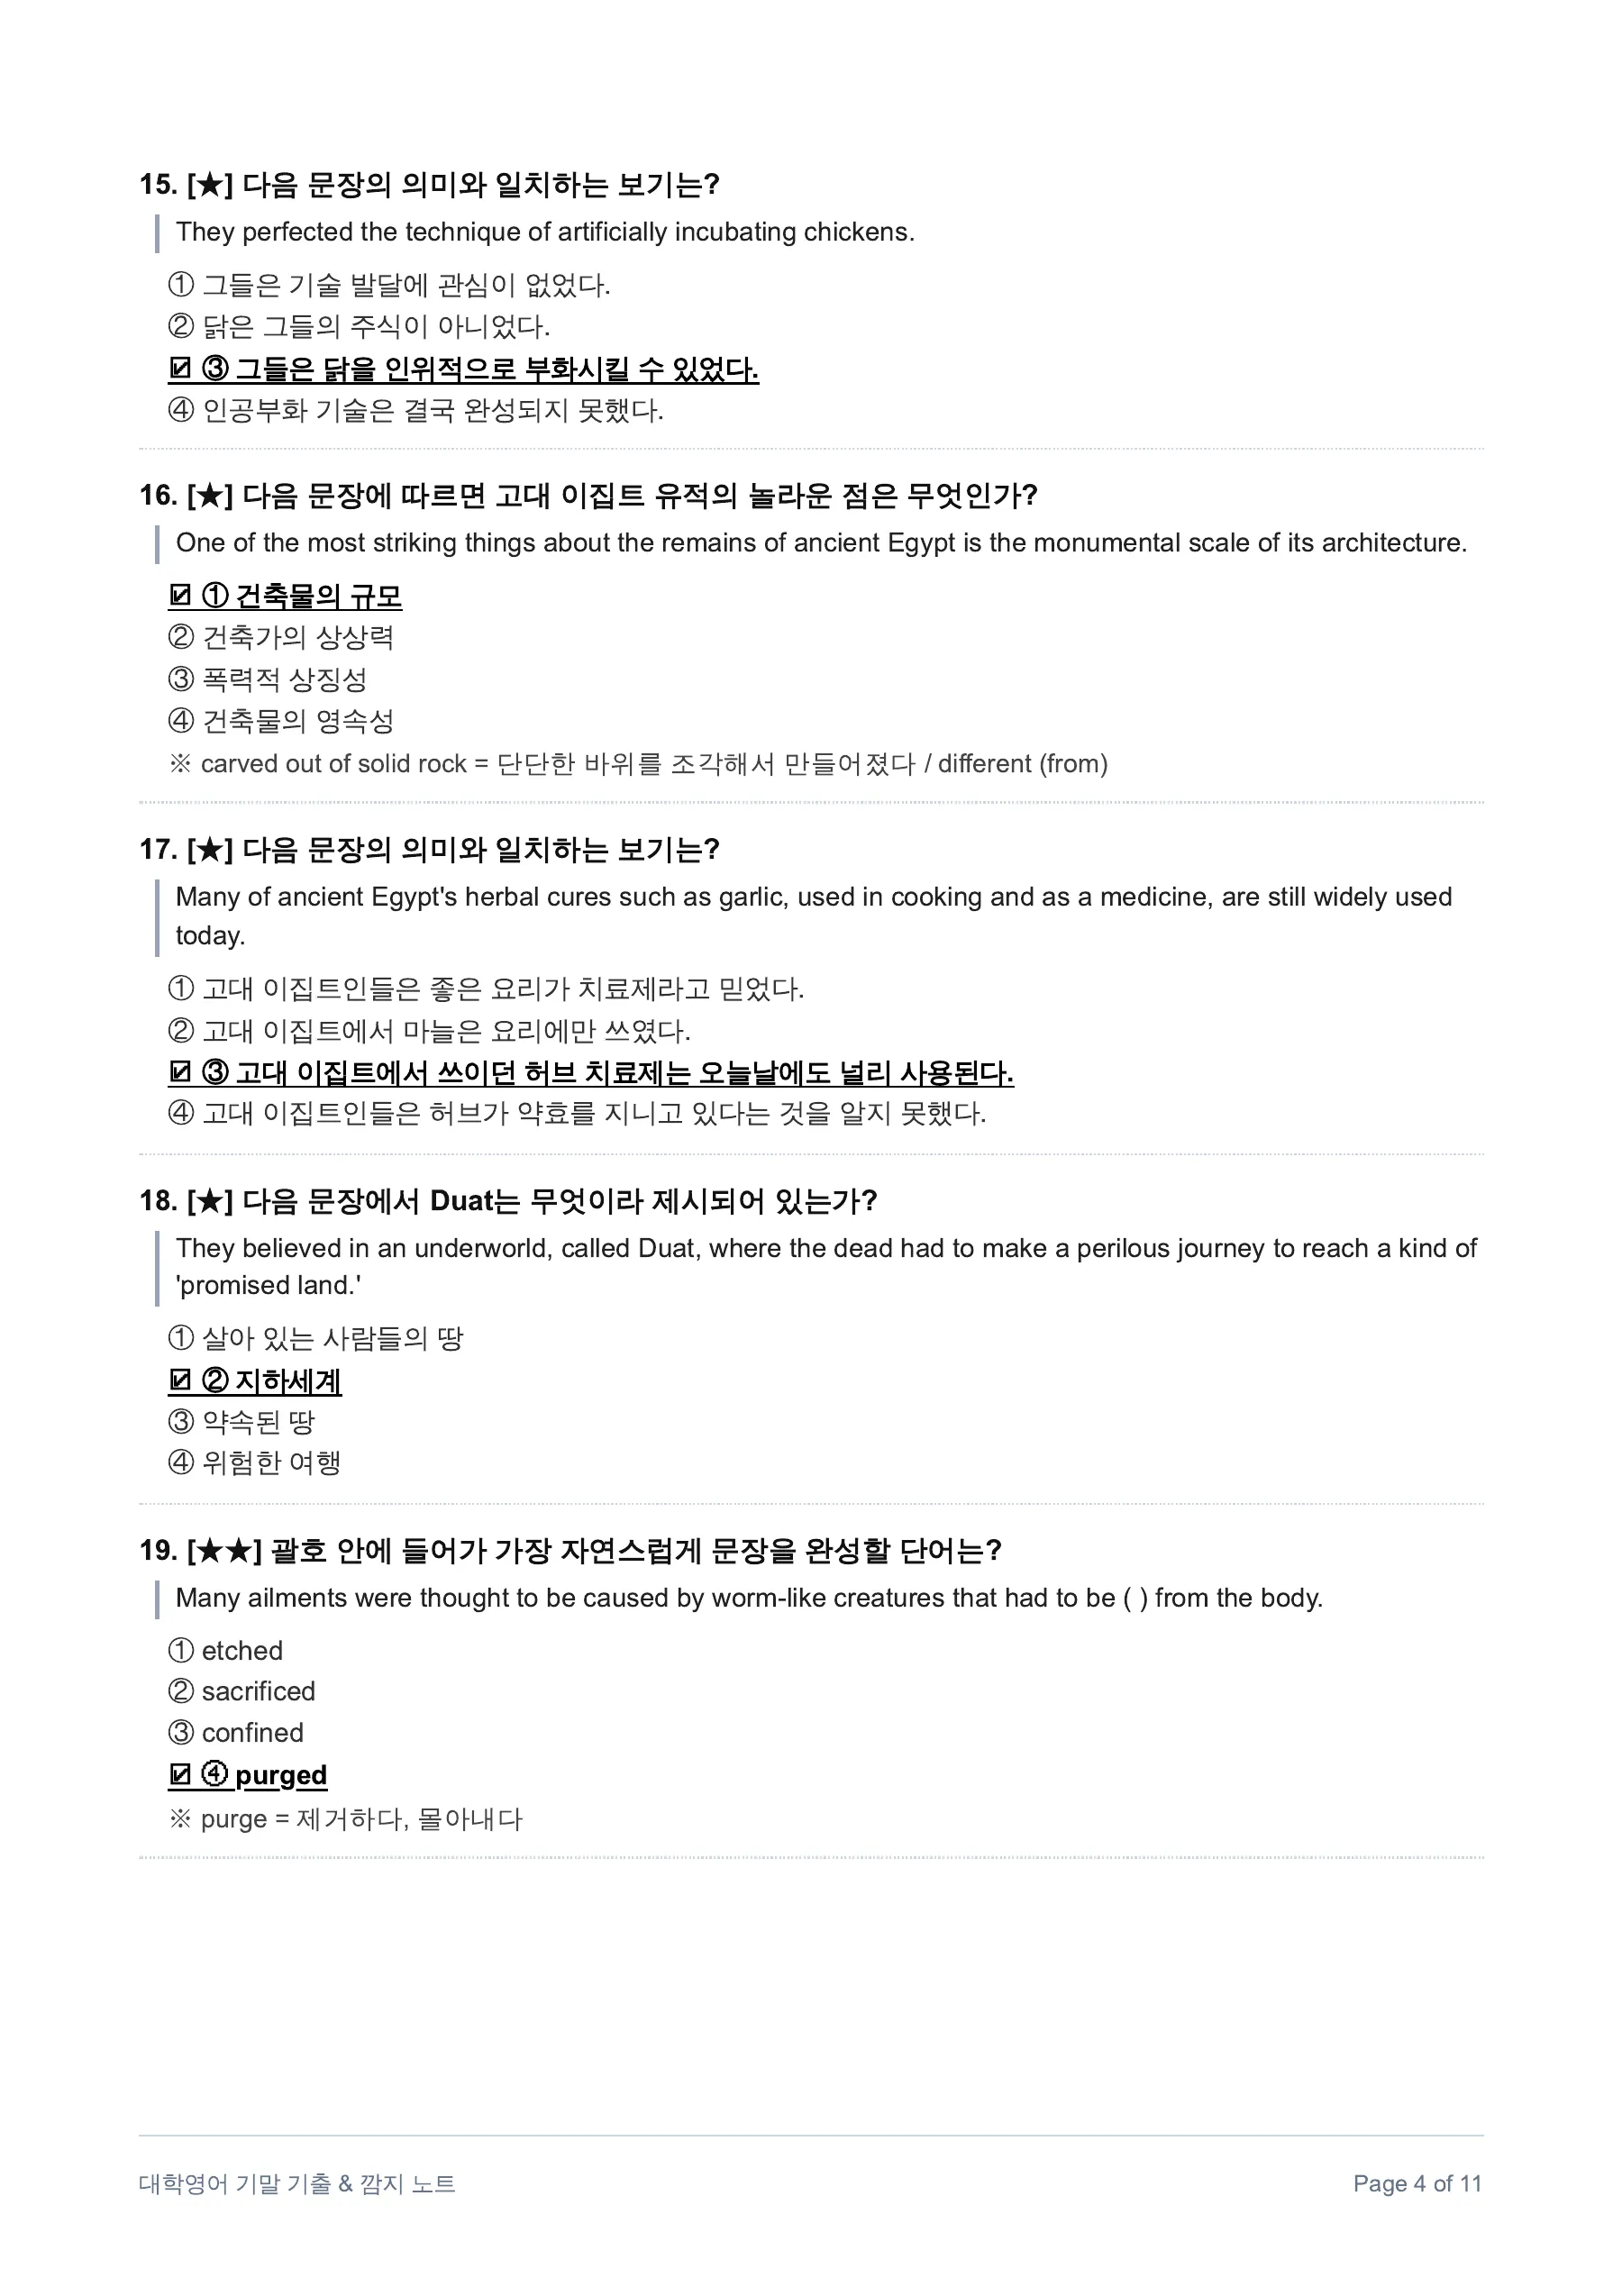 15. [★] 다음 문장의 의미와 일치하는 보기는?
They perfected the technique of artificially incubating chickens.
① 그들은 기술 발달에 관심이 없었다.
② 닭은 그들의 주식이 아니었다.
☑ ③ 그들은 닭을 인위적으로 부화시킬 수 있었다.
④ 인공부화 기술은 결국 완성되지 못했다.
16. [★] 다음 문장에 따르면 고대 이집트 유적의 놀라운 점은 무엇인가?
One of the most striking things about the remains of ancient Egypt is the monumental scale of its architecture.
☑ ① 건축물의 규모
② 건축가의 상상력
③ 폭력적 상징성
④ 건축물의 영속성
※ carved out of solid rock = 단단한 바위를 조각해서 만들어졌다 / different (from)
17. [★] 다음 문장의 의미와 일치하는 보기는?
Many of ancient Egypt's herbal cures such as garlic, used in cooking and as a medicine, are still widely used
today.
① 고대 이집트인들은 좋은 요리가 치료제라고 믿었다.
② 고대 이집트에서 마늘은 요리에만 쓰였다.
☑ ③ 고대 이집트에서 쓰이던 허브 치료제는 오늘날에도 널리 사용된다.
④ 고대 이집트인들은 허브가 약효를 지니고 있다는 것을 알지 못했다.
18. [★] 다음 문장에서 Duat는 무엇이라 제시되어 있는가?
They believed in an underworld, called Duat, where the dead had to make a perilous journey to reach a kind of
'promised land.'
① 살아 있는 사람들의 땅
☑ ② 지하세계
③ 약속된 땅
④ 위험한 여행
19. [★★] 괄호 안에 들어가 가장 자연스럽게 문장을 완성할 단어는?
Many ailments were thought to be caused by worm-like creatures that had to be ( ) from the body.
① etched
② sacrificed
③ confined
☑ ④ purged
※ purge = 제거하다, 몰아내다
대학영어 기말 기출 & 깜지 노트
Page 4 of 11